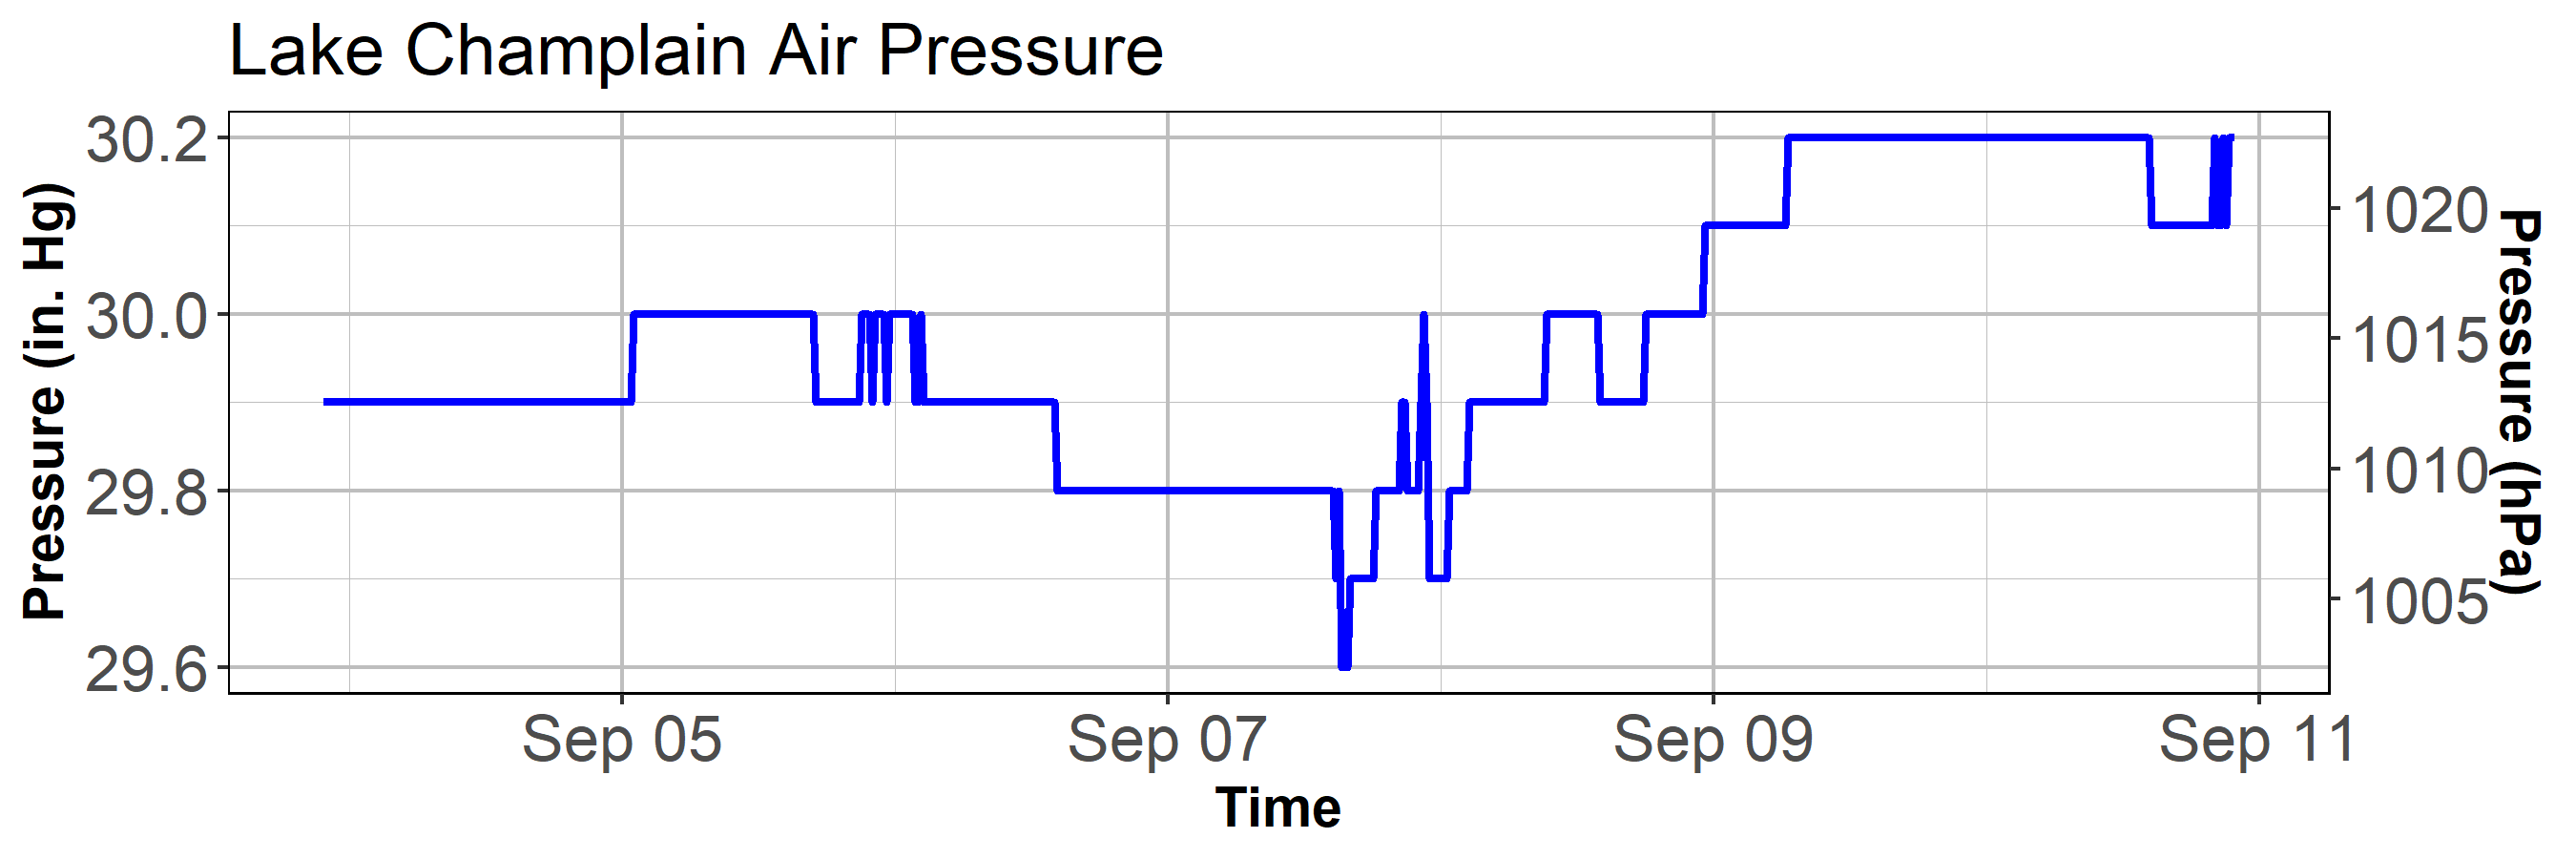 Lake Champlain Air Pressure
30.2
30.0
29.8
29.6
Pressure (in. Hg)
1020
1015
1010
1005
Pressure (hPa)
Sep 05
Sep 07
Sep 09
Sep 11
Time